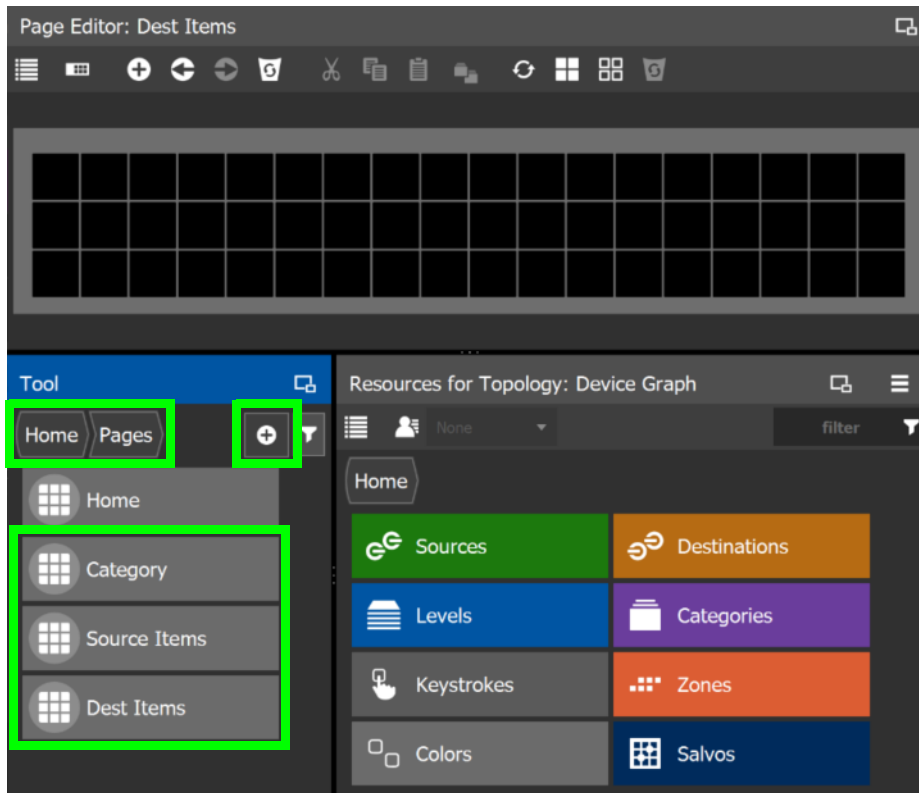 Page Editor: Dest Items
Tool
Resources for Topology: Device Graph
Home Pages
None
filter
Home
Home
Category
Source Items
Dest Items
Sources
Destinations
Levels
Categories
Keystrokes
Zones
Colors
Salvos